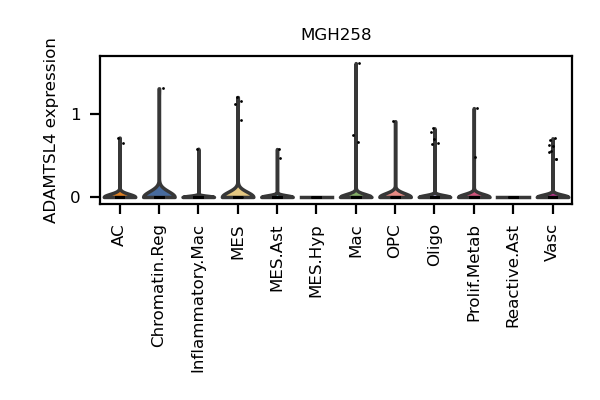 MGH258
ADAMTSL4 expression
1
0
AC
Chromatin.Reg
Inflammatory.Mac
MES
MES.Ast
MES.Hyp
Mac
OPC
Oligo
Prolif.Metab
Reactive.Ast
Vasc